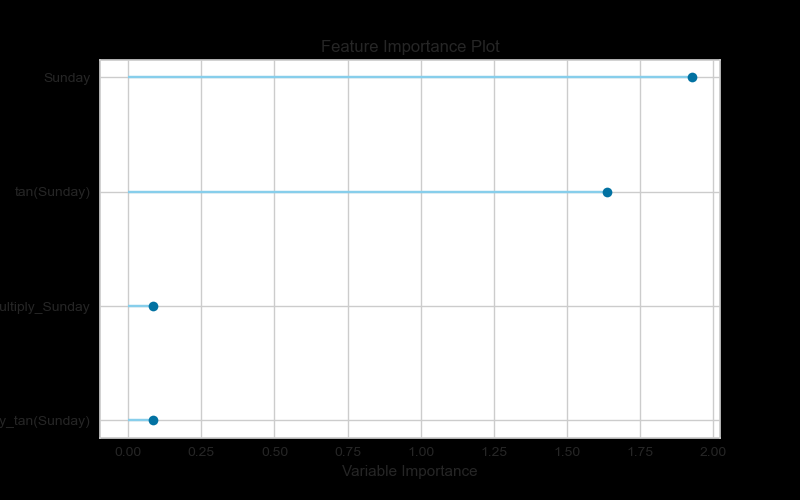 Feature Importance Plot
Sunday
tan(Sunday)
ultiply_Sunday
y_tan(Sunday)
0.00 0.25 0.50 0.75 1.00 1.25 1.50 1.75 2.00
Variable Importance